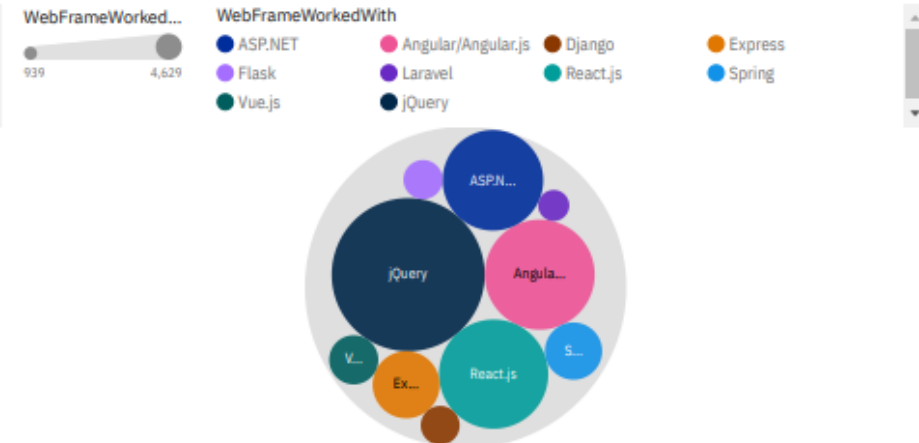 WebFrameWorked...
939 4,629
WebFrameWorkedWith
ASP.NET Angular/Angular.js Django Express
Flask Laravel React.js Spring
Vue.js jQuery
ASP.N...
jQuery
Angula...
V...
S...
Ex...
React.js